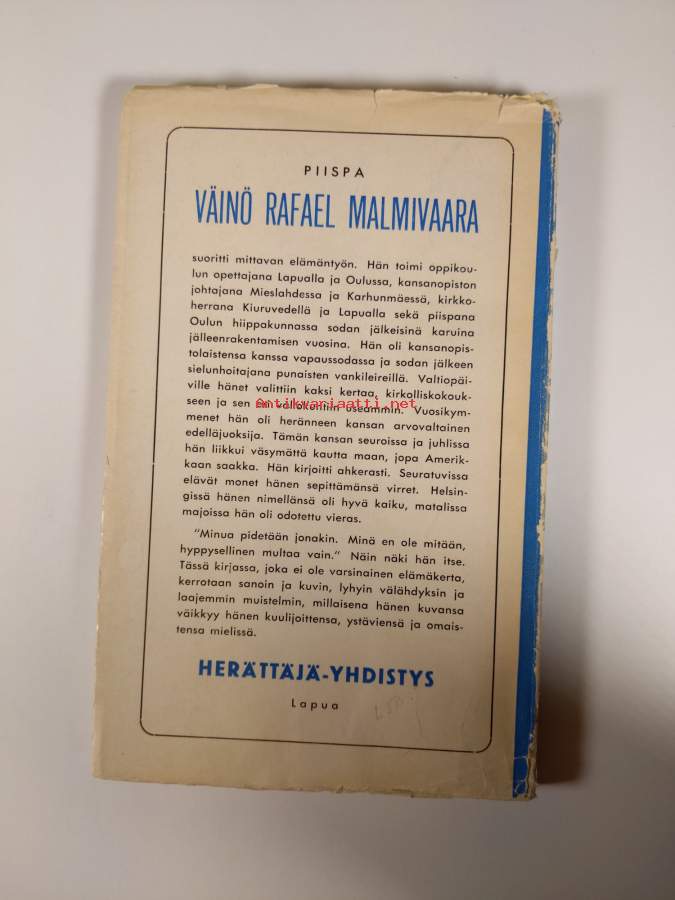 PIISPA
VÄINÖ RAFAEL MALMIVAARA
suoritti mittavan elämäntyön. Hän toimi oppikou-
lun opettajana Lapualla ja Oulussa, kansanopiston
johtajana Mieslahdessa ja Karhunmäessä, kirkko-
herrana Kiuruvedellä ja Lapualla sekä piispana
Oulun hiippakunnassa sodan jälkeisinä karuina
jälleenrakentamisen vuosina. Hän oli kansanopis-
tolaistensa kanssa vapaussodassa ja sodan jälkeen
sielunhoitajana punaisten vankileireillä. Valtiopäi-
ville hänet valittiin kaksi kertaa, kirkolliskokouk-
seen ja sen eri valiokuntiin useammin. Vuosikym-
Antikvariaatti.net
menet hän oli heränneen kansan arvovaltainen
edelläjuoksija. Tämän kansan seuroissa ja juhlissa
hän liikkui väsymättä kautta maan, jopa Amerik-
kaan saakka. Hän kirjoitti ahkerasti. Seuratuvissa
elävät monet hänen sepittämänsä virret. Helsin-
gissä hänen nimellänsä oli hyvä kaiku, matalissa
majoissa hän oli odotettu vieras.
"Minua pidetään jonakin. Minä en ole mitään,
hyppysellinen multaa vain." Näin näki hän itse.
Tässä kirjassa, joka ei ole varsinainen elämäkerta,
kerrotaan sanoin ja kuvin, lyhyin välähdyksin ja
laajemmin muistelmin, millaisena hänen kuvansa
väikkyy hänen kuulijoittensa, ystäviensä ja omais-
tensa mielissä.
HERÄTTÄJÄ-YHDISTYS
Lapua